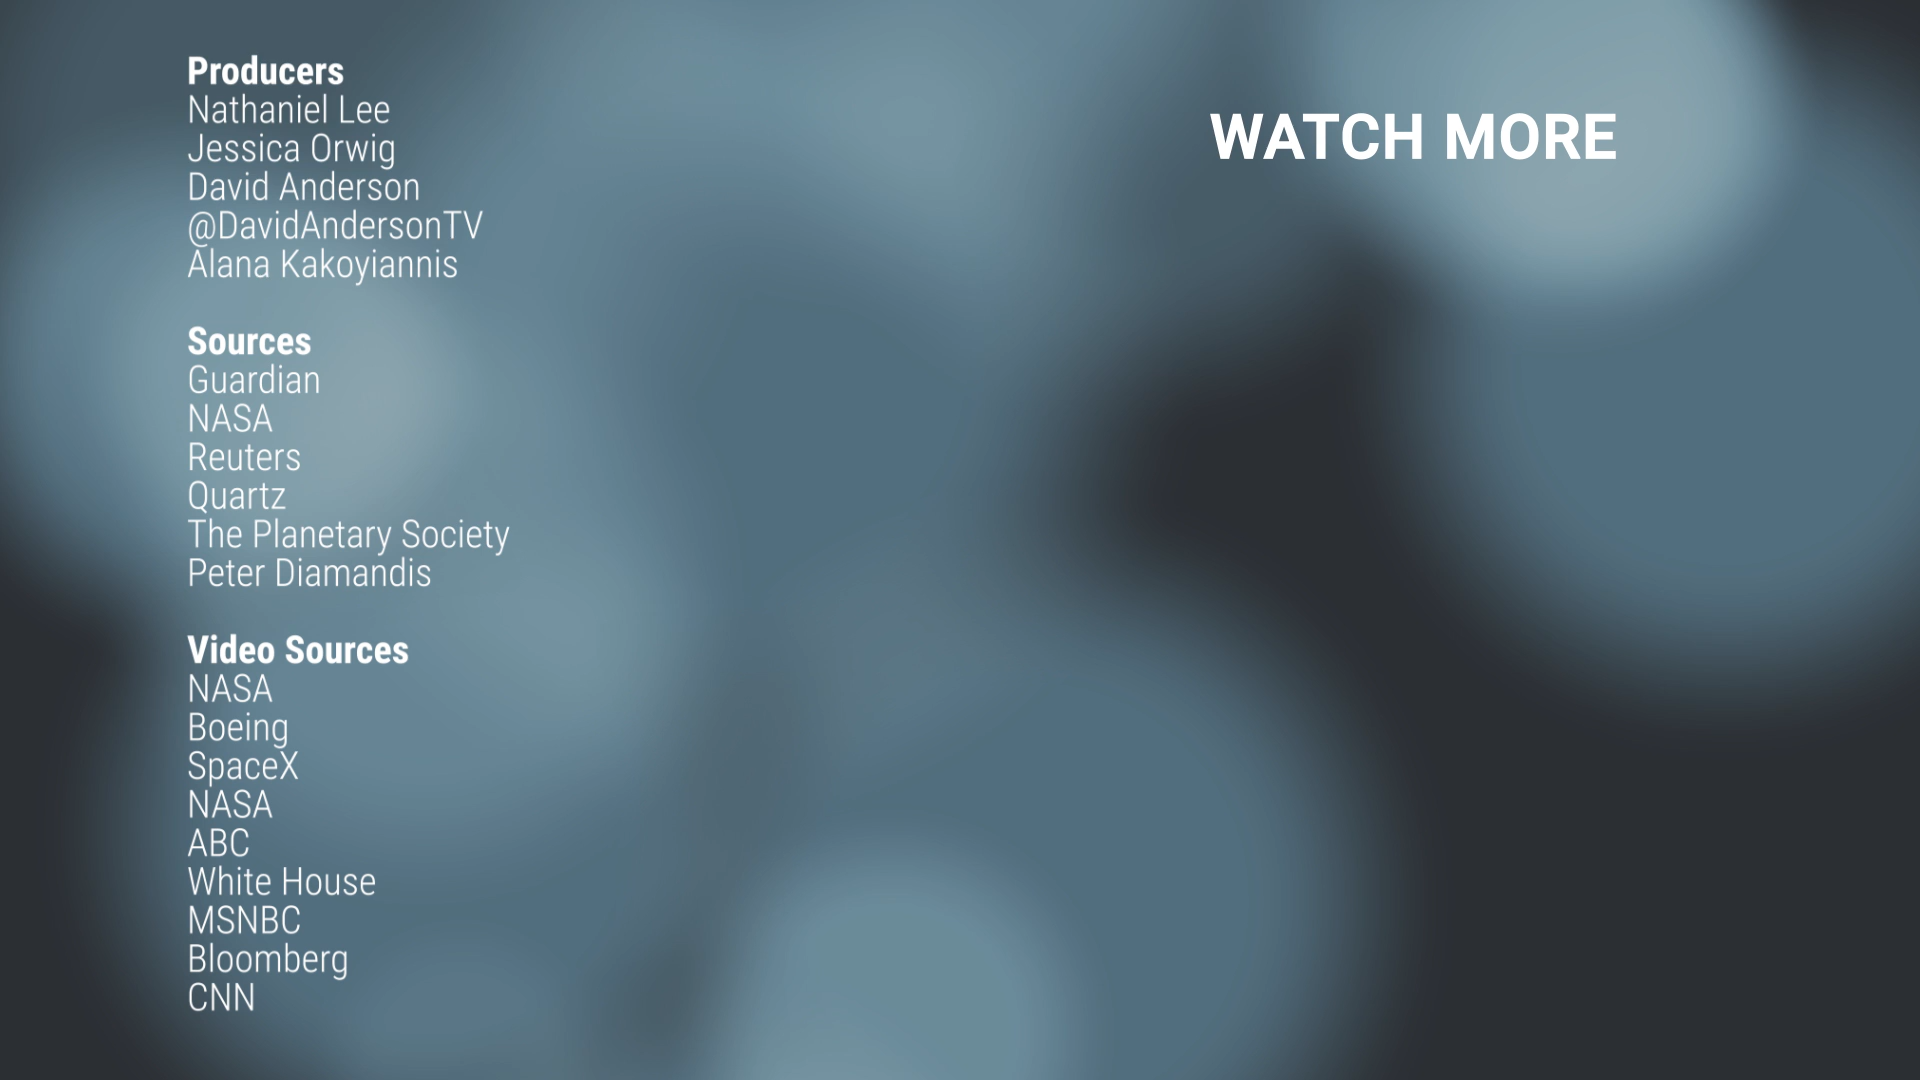 Producers
Nathaniel Lee
Jessica Orwig
David Anderson
@DavidAndersonTV
Alana Kakoyiannis
Sources
Guardian
NASA
Reuters
Quartz
The Planetary Society
Peter Diamandis
Video Sources
NASA
Boeing
SpaceX
NASA
ABC
White House
MSNBC
Bloomberg
CNN
WATCH MORE